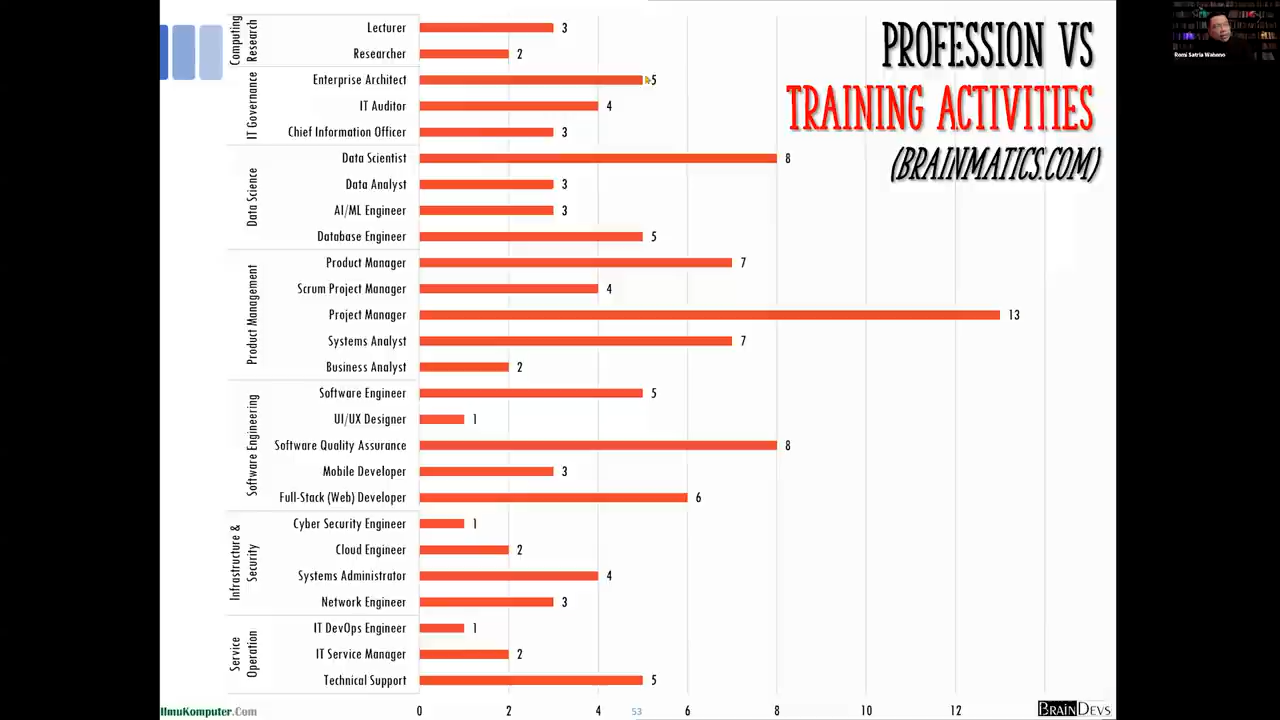 PROFESSION VS
TRAINING ACTIVITIES
(BRAINMATICS.COM)
Romi Satria Wahono
Computing
Research
Lecturer 3
Researcher 2
IT Governance
Enterprise Architect 5
IT Auditor 4
Chief Information Officer 3
Data Science
Data Scientist 8
Data Analyst 3
AI/ML Engineer 3
Database Engineer 5
Product Management
Product Manager 7
Scrum Project Manager 4
Project Manager 13
Systems Analyst 7
Business Analyst 2
Software Engineering
Software Engineer 5
UI/UX Designer 1
Software Quality Assurance 8
Mobile Developer 3
Full-Stack (Web) Developer 6
Infrastructure &
Security
Cyber Security Engineer 1
Cloud Engineer 2
Systems Administrator 4
Network Engineer 3
Service
Operation
IT DevOps Engineer 1
IT Service Manager 2
Technical Support 5
0 2 4 6 8 10 12
IlmuKomputer.Com
53
BRAINDEVS